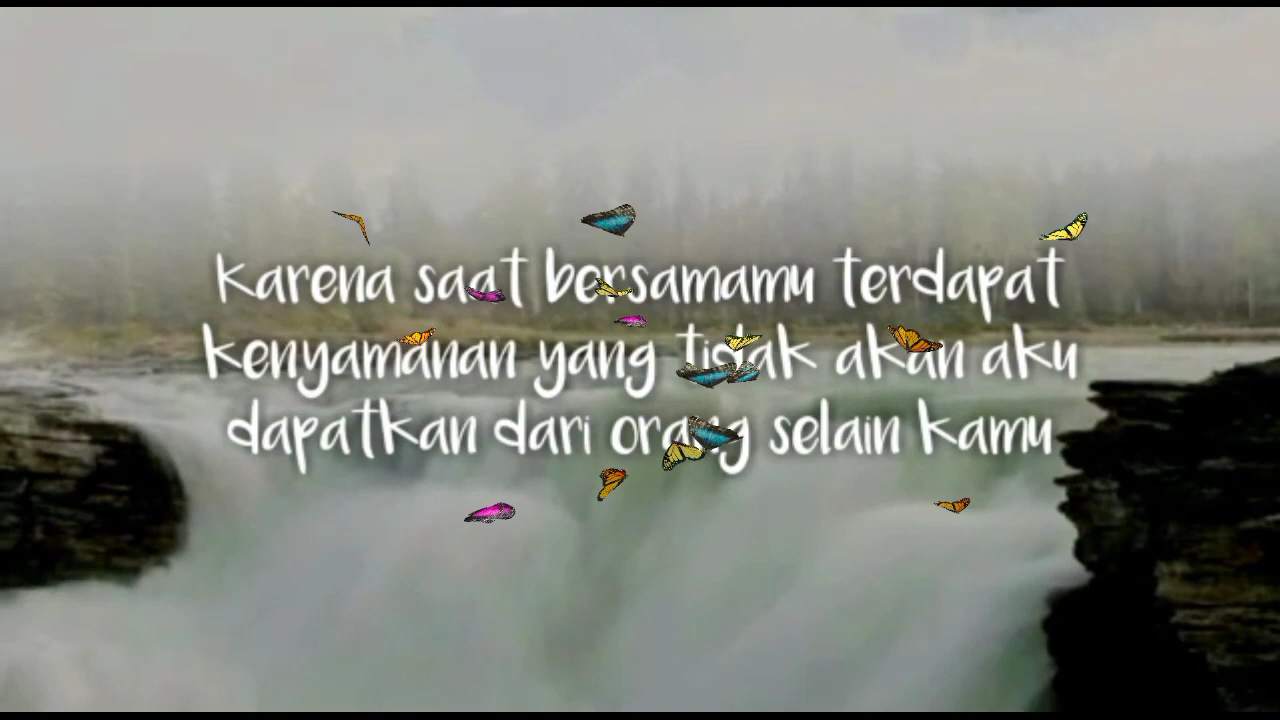 karena saat bersamamu terdapat
kenyamanan yang tidak akan aku
dapatkan dari orang selain kamu